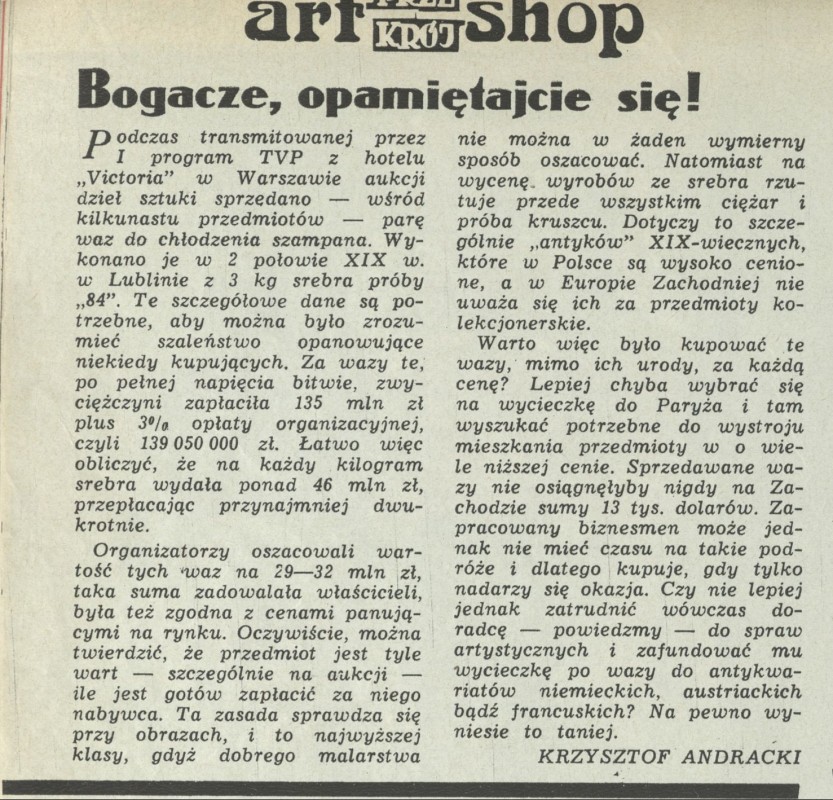 art PRZE KRÓJ shop
Bogacze, opamiętajcie się!
Podczas transmitowanej przez
I program TVP z hotelu
„Victoria” w Warszawie aukcji
dzieł sztuki sprzedano — wśród
kilkunastu przedmiotów — parę
waz do chłodzenia szampana. Wy-
konano je w 2 połowie XIX w.
w Lublinie z 3 kg srebra próby
„84”. Te szczegółowe dane są po-
trzebne, aby można było zrozu-
mieć szaleństwo opanowujące
niekiedy kupujących. Za wazy te,
po pełnej napięcia bitwie, zwy-
ciężczyni zapłaciła 135 mln zł
plus 3% opłaty organizacyjnej,
czyli 139 050 000 zł. Łatwo więc
obliczyć, że na każdy kilogram
srebra wydała ponad 46 mln zł,
przepłacając przynajmniej dwu-
krotnie.
Organizatorzy oszacowali war-
tość tych waz na 29—32 mln zł,
taka suma zadowalała właścicieli,
była też zgodna z cenami panują-
cymi na rynku. Oczywiście, można
twierdzić, że przedmiot jest tyle
wart — szczególnie na aukcji —
ile jest gotów zapłacić za niego
nabywca. Ta zasada sprawdza się
przy obrazach, i to najwyższej
klasy, gdyż dobrego malarstwa
nie można w żaden wymierny
sposób oszacować. Natomiast na
wycenę wyrobów ze srebra rzu-
tuje przede wszystkim ciężar i
próba kruszcu. Dotyczy to szcze-
gólnie „antyków” XIX-wiecznych,
które w Polsce są wysoko cenio-
ne, a w Europie Zachodniej nie
uważa się ich za przedmioty ko-
lekcjonerskie.
Warto więc było kupować te
wazy, mimo ich urody, za każdą
cenę? Lepiej chyba wybrać się
na wycieczkę do Paryża i tam
wyszukać potrzebne do wystroju
mieszkania przedmioty w o wie-
le niższej cenie. Sprzedawane wa-
zy nie osiągnęłyby nigdy na Za-
chodzie sumy 13 tys. dolarów. Za-
pracowany biznesmen może jed-
nak nie mieć czasu na takie pod-
róże i dlatego kupuje, gdy tylko
nadarzy się okazja. Czy nie lepiej
jednak zatrudnić wówczas do-
radcę — powiedzmy — do spraw
artystycznych i zafundować mu
wycieczkę po wazy do antykwa-
riatów niemieckich, austriackich
bądź francuskich? Na pewno wy-
niesie to taniej.
KRZYSZTOF ANDRACKI